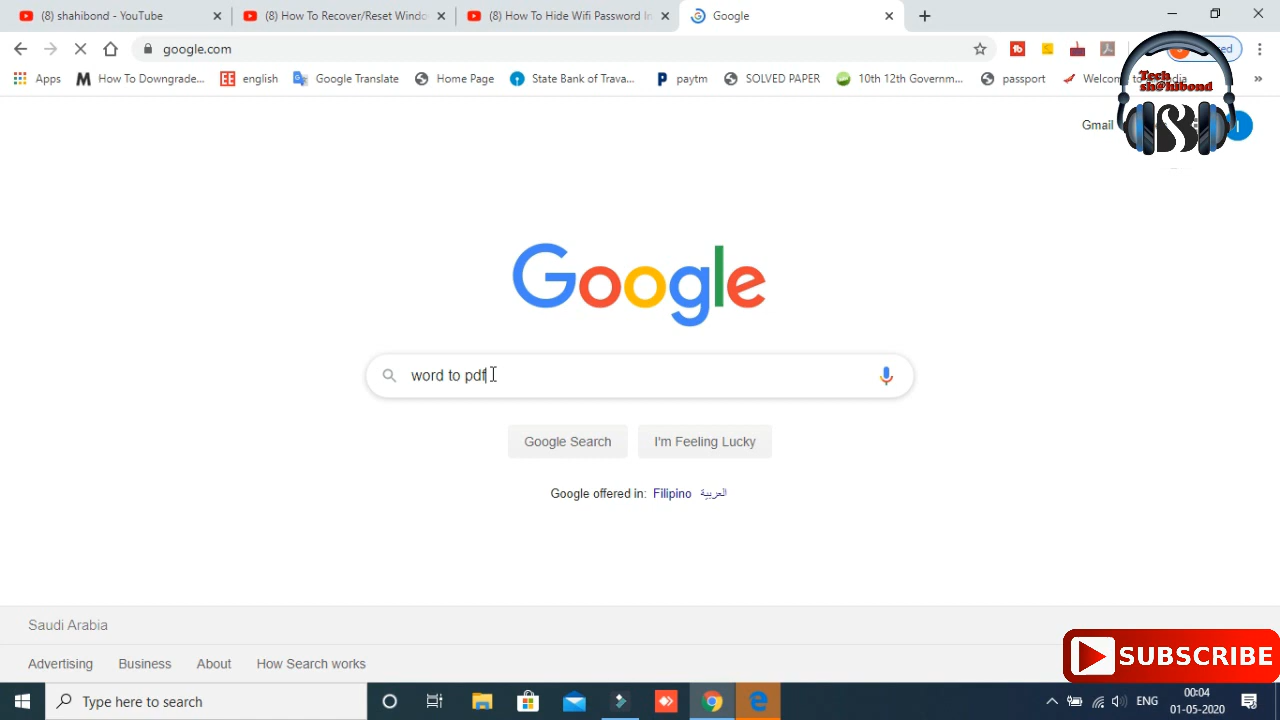 (8) shahibond - YouTube
(8) How To Recover/Reset Wind
(8) How To Hide Wifi Password In
Google
google.com
Apps
How To Downgrade...
english
Google Translate
Home Page
State Bank of Trava...
paytm
SOLVED PAPER
10th 12th Governm...
passport
Tech
sh@hibond
Gmail
Google
word to pdf
Google Search
I'm Feeling Lucky
Google offered in: Filipino العربية
Saudi Arabia
Advertising
Business
About
How Search works
SUBSCRIBE
Type here to search
ENG
00:04
01-05-2020